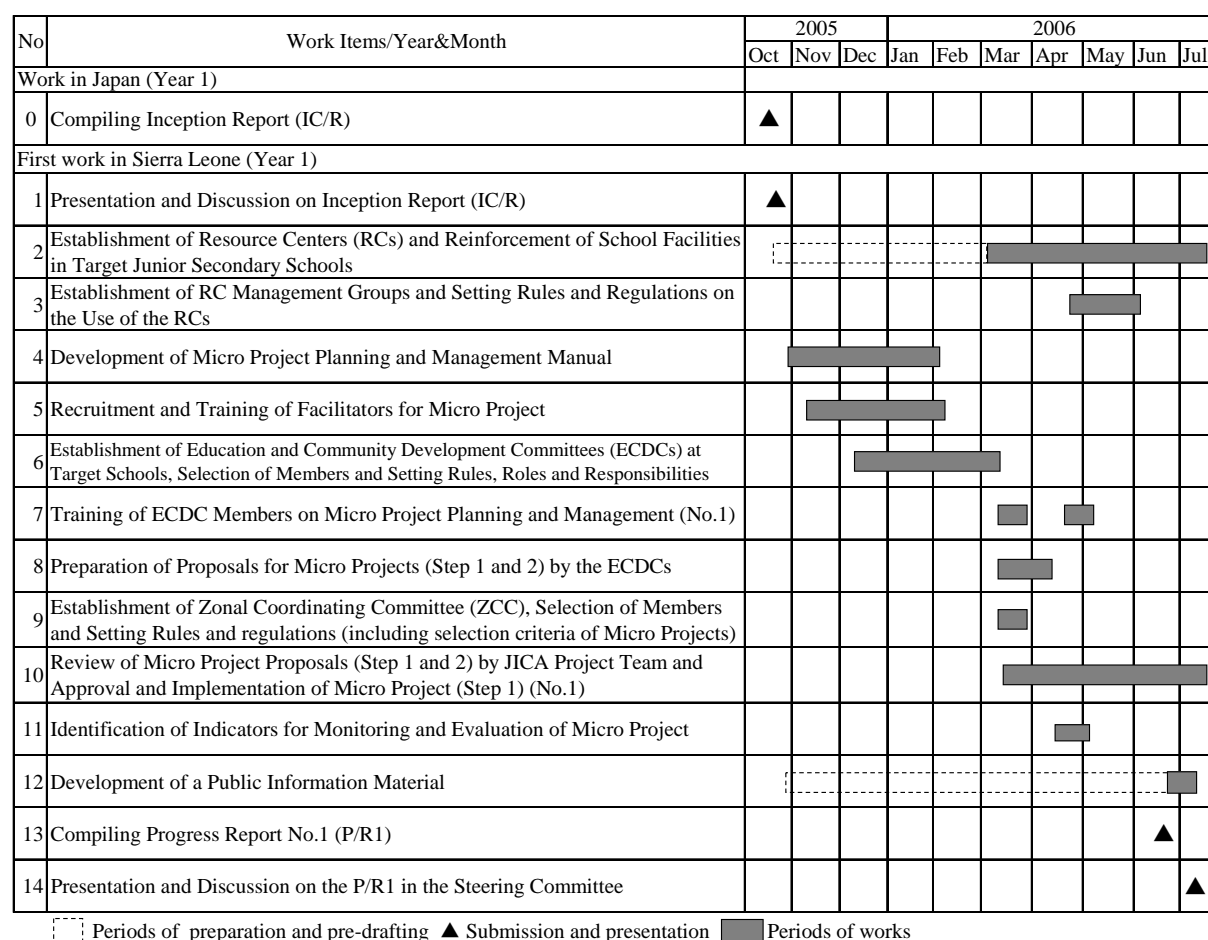 No Work Items/Year&Month 2005 2006
Oct Nov Dec Jan Feb Mar Apr May Jun Jul
Work in Japan (Year 1)
0 Compiling Inception Report (IC/R)
First work in Sierra Leone (Year 1)
1 Presentation and Discussion on Inception Report (IC/R)
2 Establishment of Resource Centers (RCs) and Reinforcement of School Facilities
in Target Junior Secondary Schools
3 Establishment of RC Management Groups and Setting Rules and Regulations on
the Use of the RCs
4 Development of Micro Project Planning and Management Manual
5 Recruitment and Training of Facilitators for Micro Project
6 Establishment of Education and Community Development Committees (ECDCs) at
Target Schools, Selection of Members and Setting Rules, Roles and Responsibilities
7 Training of ECDC Members on Micro Project Planning and Management (No.1)
8 Preparation of Proposals for Micro Projects (Step 1 and 2) by the ECDCs
9 Establishment of Zonal Coordinating Committee (ZCC), Selection of Members
and Setting Rules and regulations (including selection criteria of Micro Projects)
10 Review of Micro Project Proposals (Step 1 and 2) by JICA Project Team and
Approval and Implementation of Micro Project (Step 1) (No.1)
11 Identification of Indicators for Monitoring and Evaluation of Micro Project
12 Development of a Public Information Material
13 Compiling Progress Report No.1 (P/R1)
14 Presentation and Discussion on the P/R1 in the Steering Committee
Periods of preparation and pre-drafting ▲ Submission and presentation Periods of works